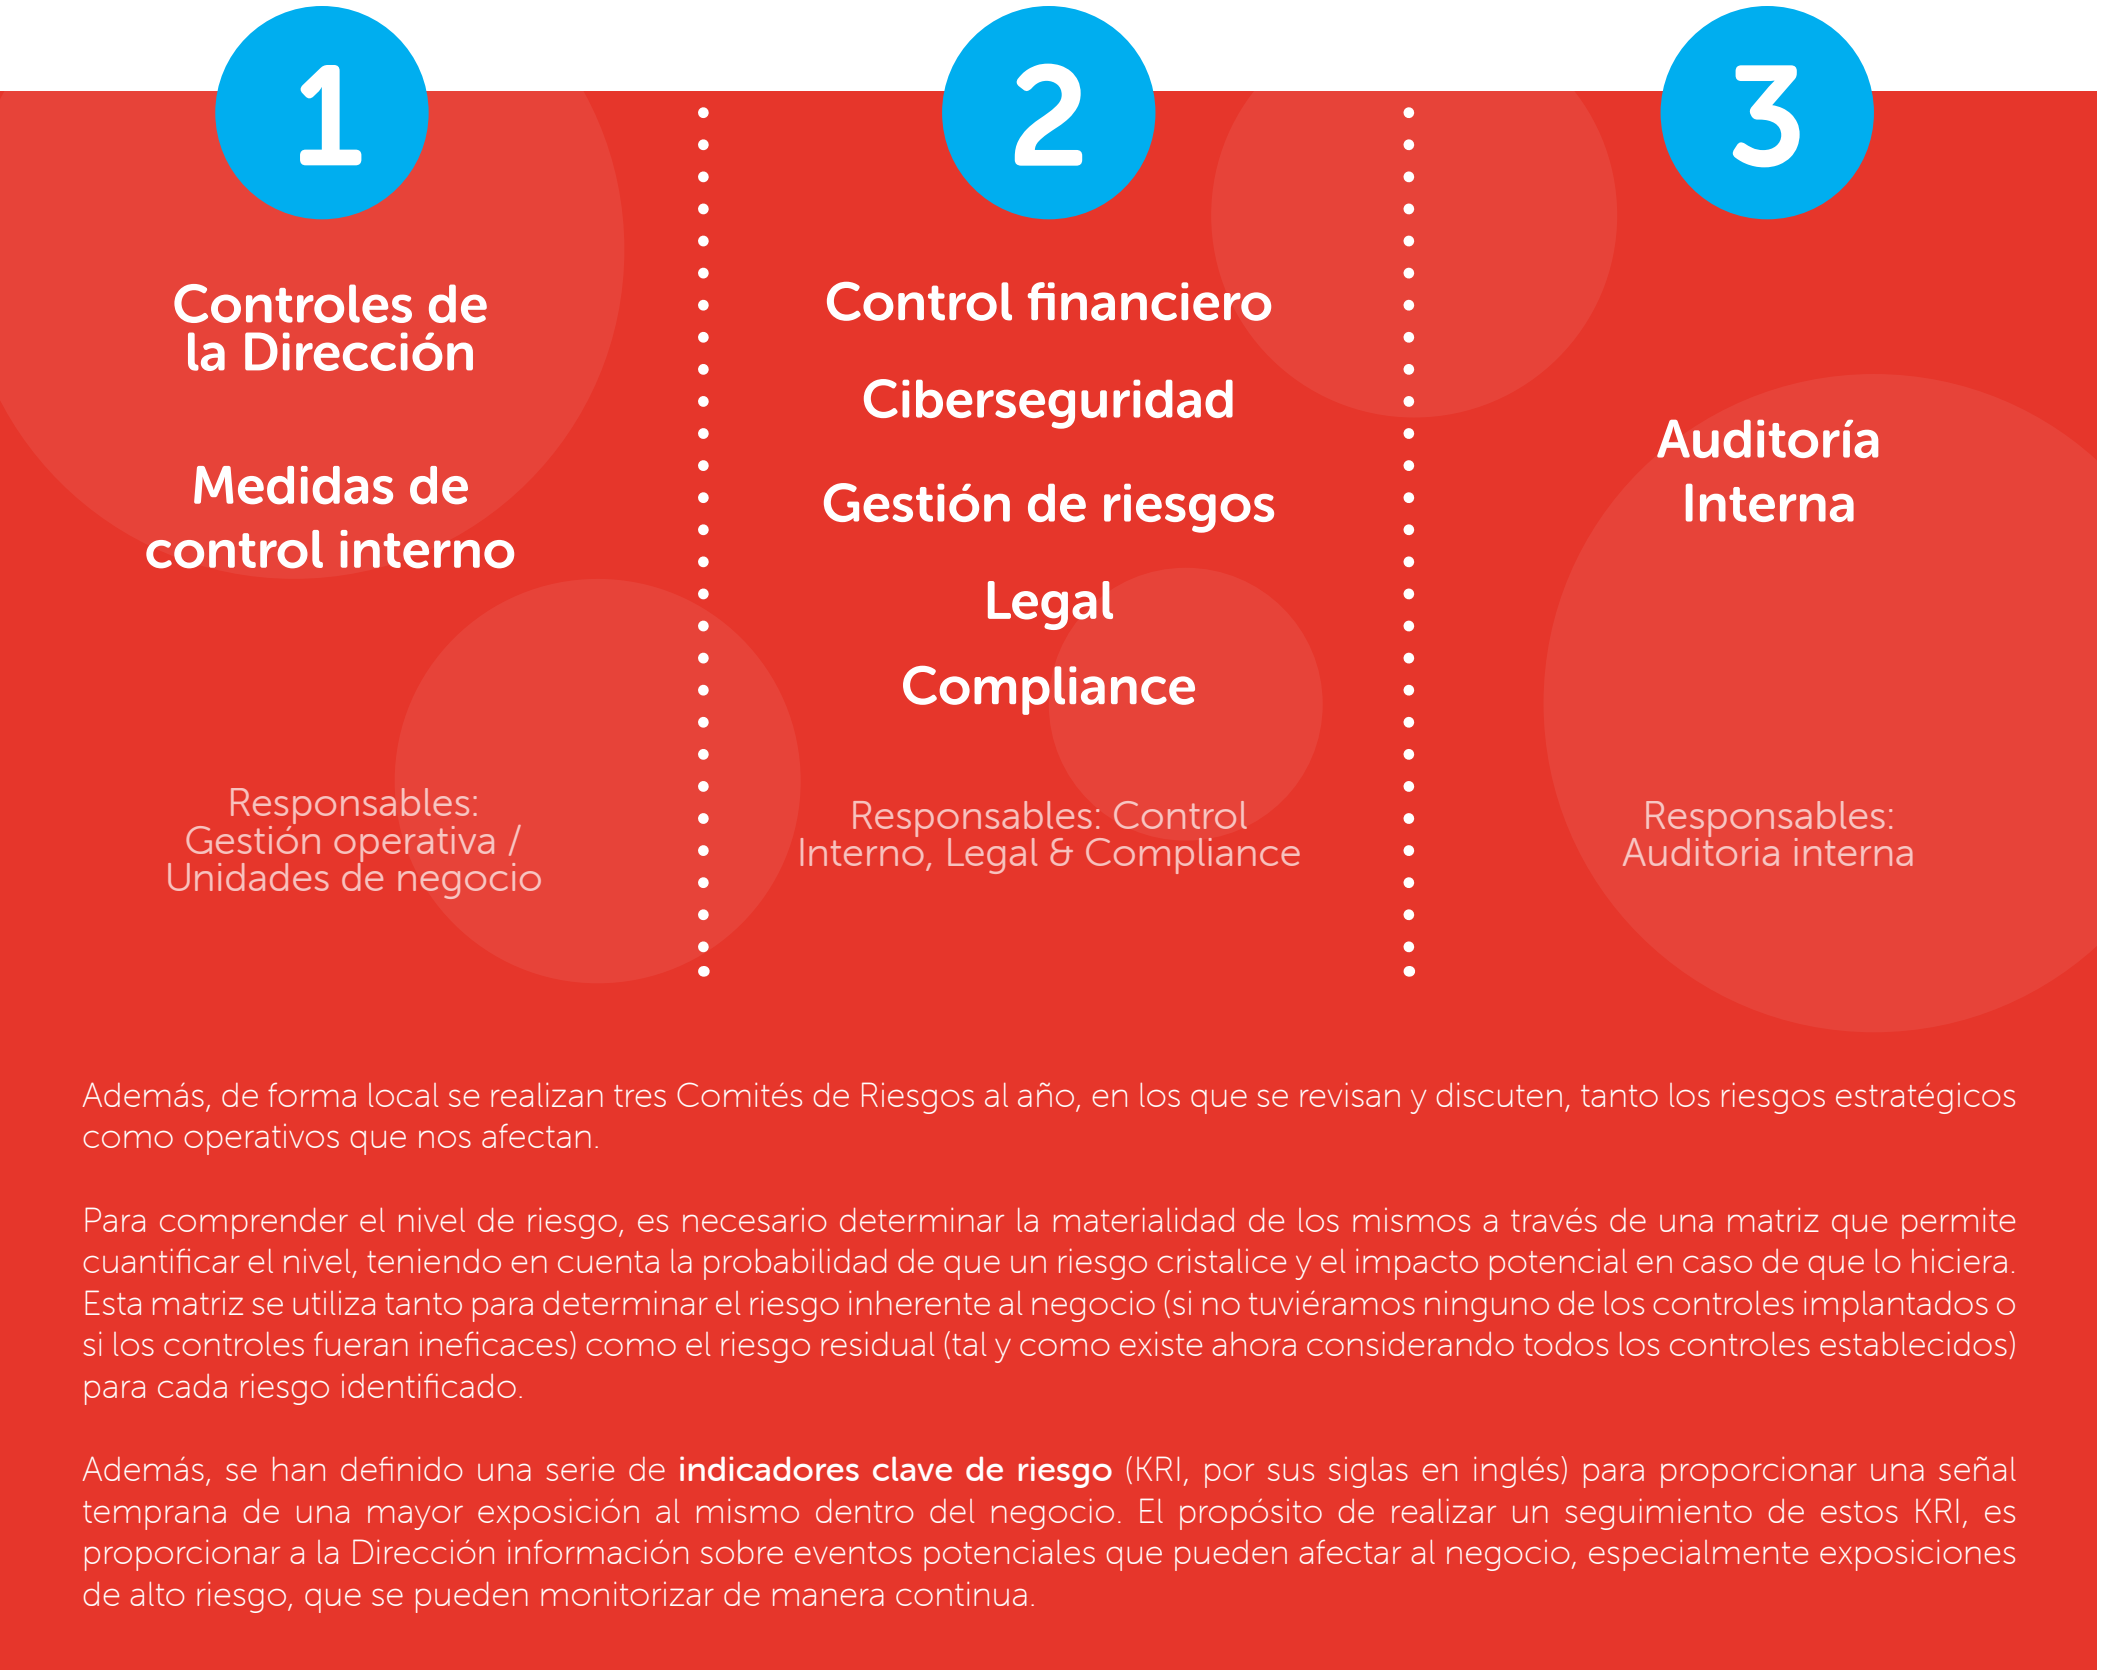 1
Controles de
la Dirección
Medidas de
control interno
Responsables:
Gestión operativa /
Unidades de negocio
2
Control financiero
Ciberseguridad
Gestión de riesgos
Legal
Compliance
Responsables: Control
Interno, Legal & Compliance
3
Auditoría
Interna
Responsables:
Auditoria interna
Además, de forma local se realizan tres Comités de Riesgos al año, en los que se revisan y discuten, tanto los riesgos estratégicos
como operativos que nos afectan.
Para comprender el nivel de riesgo, es necesario determinar la materialidad de los mismos a través de una matriz que permite
cuantificar el nivel, teniendo en cuenta la probabilidad de que un riesgo cristalice y el impacto potencial en caso de que lo hiciera.
Esta matriz se utiliza tanto para determinar el riesgo inherente al negocio (si no tuviéramos ninguno de los controles implantados o
si los controles fueran ineficaces) como el riesgo residual (tal y como existe ahora considerando todos los controles establecidos)
para cada riesgo identificado.
Además, se han definido una serie de indicadores clave de riesgo (KRI, por sus siglas en inglés) para proporcionar una señal
temprana de una mayor exposición al mismo dentro del negocio. El propósito de realizar un seguimiento de estos KRI, es
proporcionar a la Dirección información sobre eventos potenciales que pueden afectar al negocio, especialmente exposiciones
de alto riesgo, que se pueden monitorizar de manera continua.